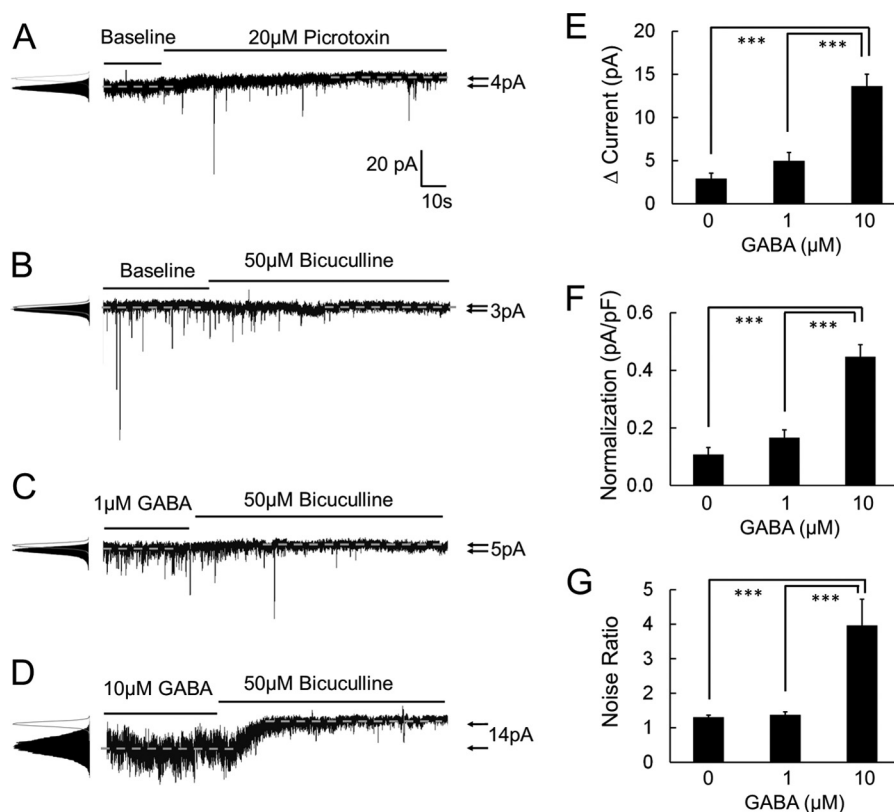 A
Baseline
20µM Picrotoxin
4pA
20 pA
10s
B
Baseline
50µM Bicuculline
3pA
C
1µM GABA
50µM Bicuculline
5pA
D
10µM GABA
50µM Bicuculline
14pA
E
Δ Current (pA)
20
15
10
5
0
***
***
0 1 10
GABA (µM)
F
Normalization (pA/pF)
0.6
0.4
0.2
0.0
***
***
0 1 10
GABA (µM)
G
Noise Ratio
5
4
3
2
1
0
***
***
0 1 10
GABA (µM)